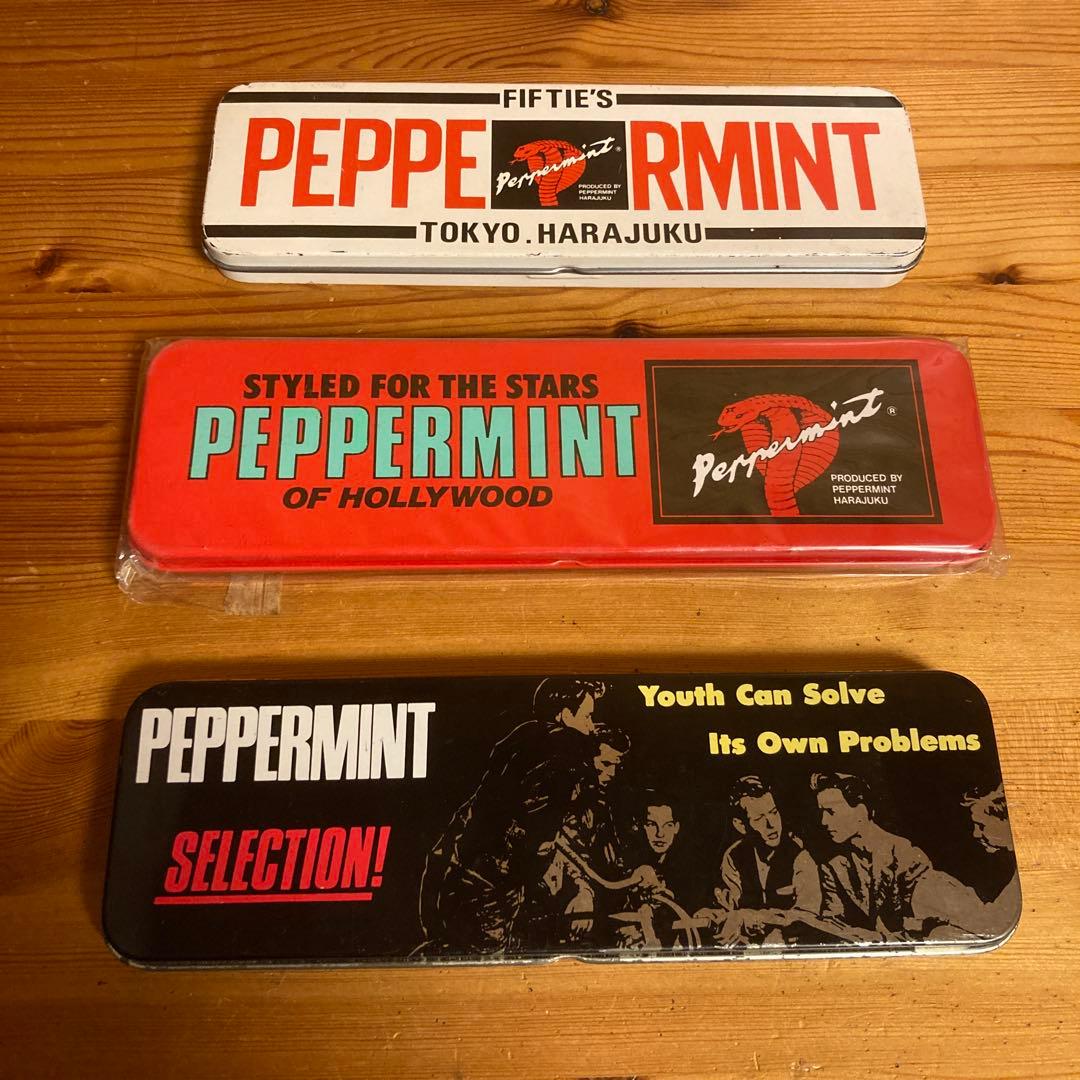 FIFTIE'S
PEPPE RMINT
Peppermint®
PRODUCED BY
PEPPERMINT
HARAJUKU
TOKYO.HARAJUKU
STYLED FOR THE STARS
PEPPERMINT
OF HOLLYWOOD
Peppermint®
PRODUCED BY
PEPPERMINT
HARAJUKU
PEPPERMINT
SELECTION!
Youth Can Solve
Its Own Problems